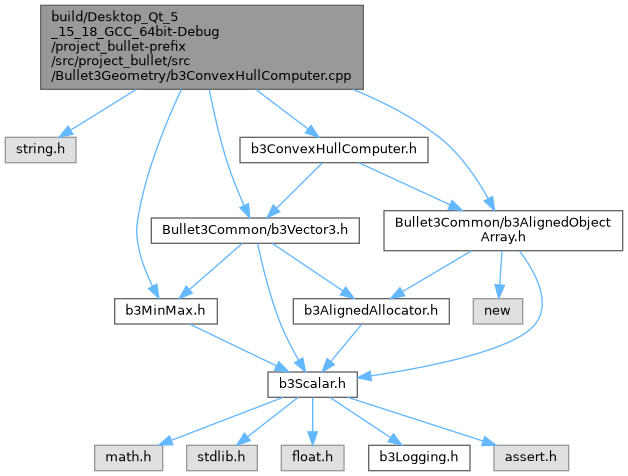 build/Desktop_Qt_5
_15_18_GCC_64bit-Debug
/project_bullet-prefix
/src/project_bullet/src
/Bullet3Geometry/b3ConvexHullComputer.cpp
string.h
b3ConvexHullComputer.h
Bullet3Common/b3Vector3.h
Bullet3Common/b3AlignedObject
Array.h
b3MinMax.h
b3AlignedAllocator.h
new
b3Scalar.h
math.h
stdlib.h
float.h
b3Logging.h
assert.h